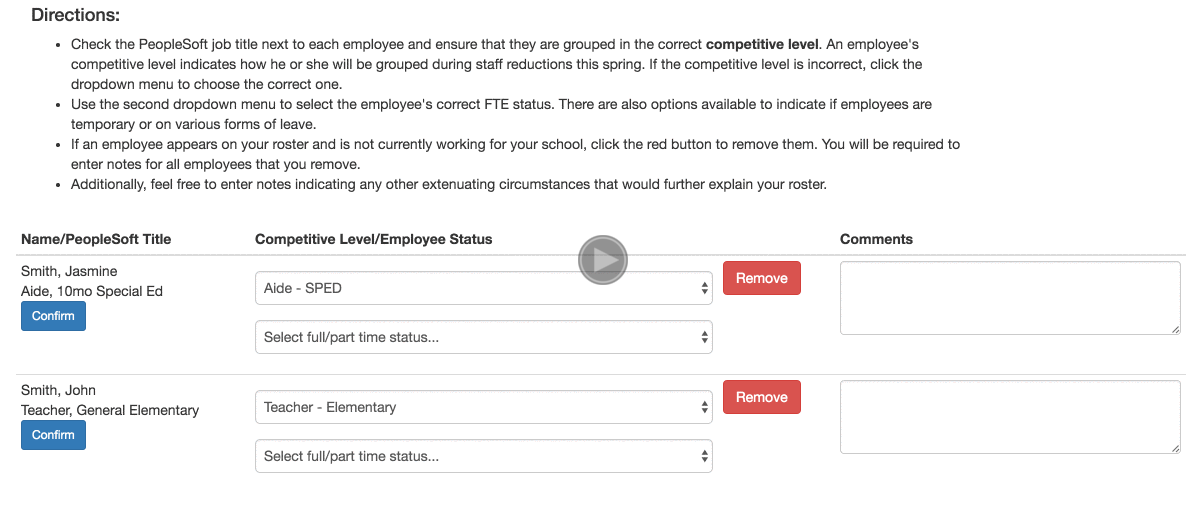 Directions:
• Check the PeopleSoft job title next to each employee and ensure that they are grouped in the correct competitive level. An employee's
competitive level indicates how he or she will be grouped during staff reductions this spring. If the competitive level is incorrect, click the
dropdown menu to choose the correct one.
• Use the second dropdown menu to select the employee's correct FTE status. There are also options available to indicate if employees are
temporary or on various forms of leave.
• If an employee appears on your roster and is not currently working for your school, click the red button to remove them. You will be required to
enter notes for all employees that you remove.
• Additionally, feel free to enter notes indicating any other extenuating circumstances that would further explain your roster.
Name/PeopleSoft Title Competitive Level/Employee Status Comments
Smith, Jasmine
Aide, 10mo Special Ed
Confirm
Aide - SPED
Select full/part time status...
Remove
Smith, John
Teacher, General Elementary
Confirm
Teacher - Elementary
Select full/part time status...
Remove